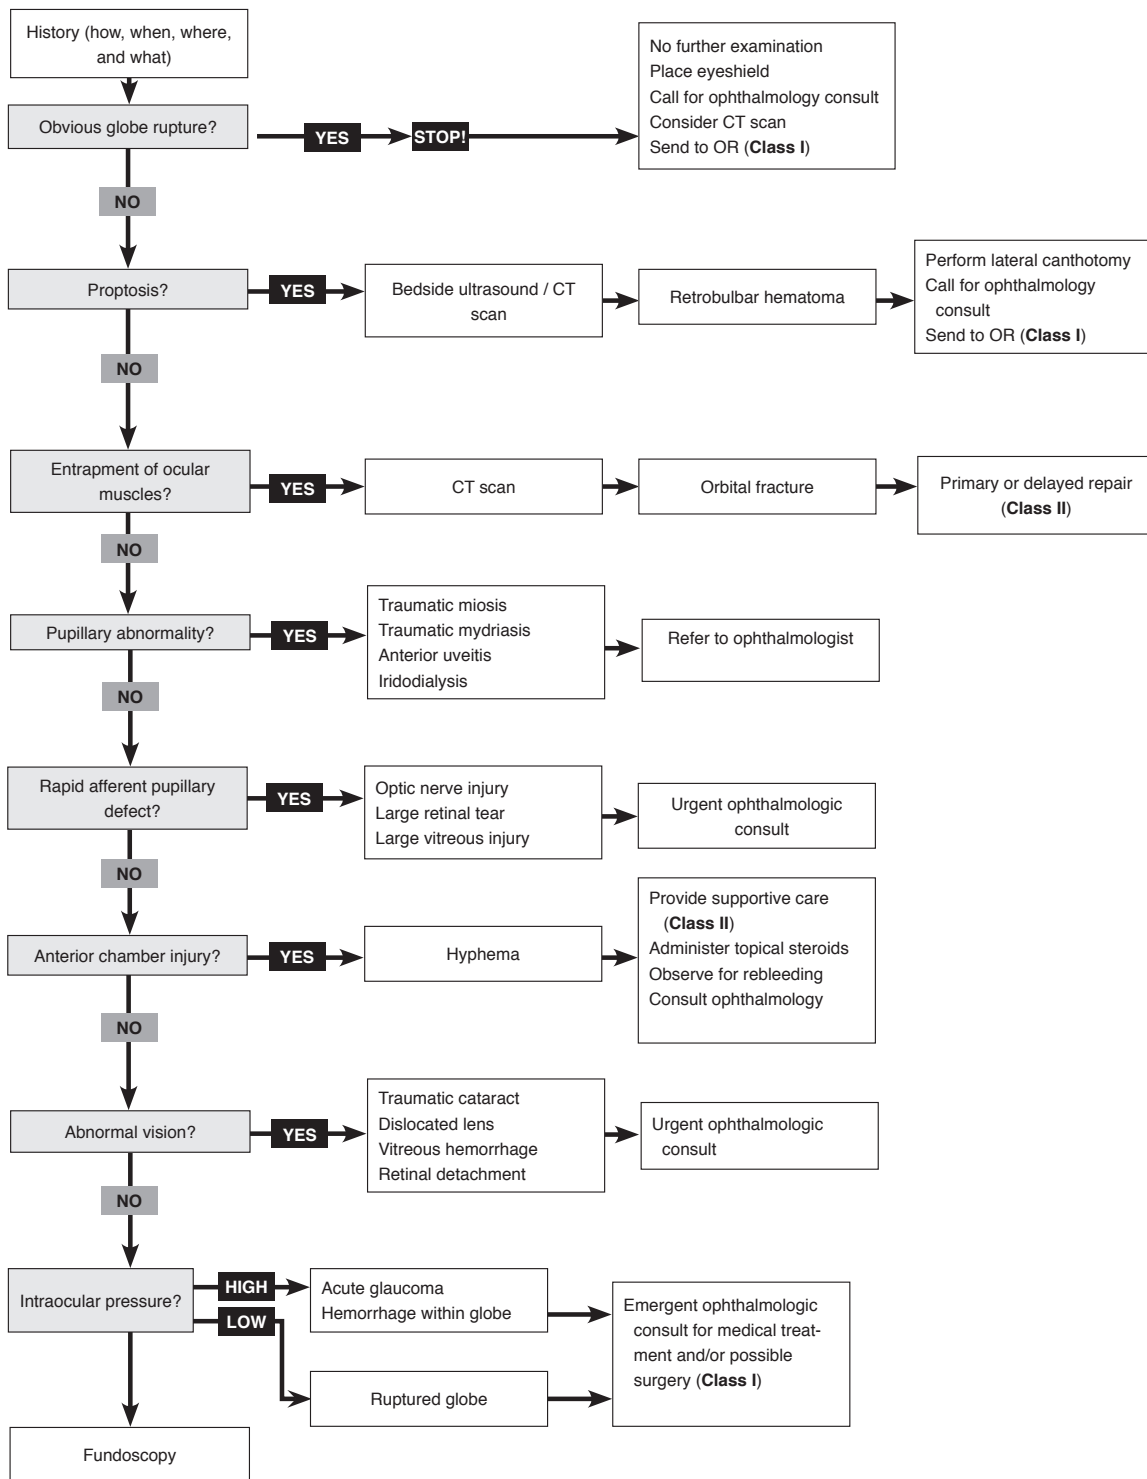 History (how, when, where,
and what)
Obvious globe rupture?
YES
STOP!
No further examination
Place eyeshield
Call for ophthalmology consult
Consider CT scan
Send to OR (Class I)
NO
Proptosis?
YES
Bedside ultrasound / CT
scan
Retrobulbar hematoma
Perform lateral canthotomy
Call for ophthalmology
consult
Send to OR (Class I)
NO
Entrapment of ocular
muscles?
YES
CT scan
Orbital fracture
Primary or delayed repair
(Class II)
NO
Pupillary abnormality?
YES
Traumatic miosis
Traumatic mydriasis
Anterior uveitis
Iridodialysis
Refer to ophthalmologist
NO
Rapid afferent pupillary
defect?
YES
Optic nerve injury
Large retinal tear
Large vitreous injury
Urgent ophthalmologic
consult
NO
Anterior chamber injury?
YES
Hyphema
Provide supportive care
(Class II)
Administer topical steroids
Observe for rebleeding
Consult ophthalmology
NO
Abnormal vision?
YES
Traumatic cataract
Dislocated lens
Vitreous hemorrhage
Retinal detachment
Urgent ophthalmologic
consult
NO
Intraocular pressure?
HIGH
Acute glaucoma
Hemorrhage within globe
LOW
Ruptured globe
Emergent ophthalmologic
consult for medical treat-
ment and/or possible
surgery (Class I)
Fundoscopy